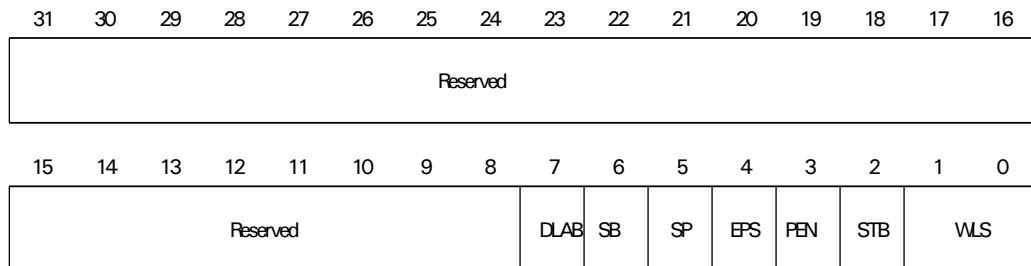 31 30 29 28 27 26 25 24 23 22 21 20 19 18 17 16
Reserved
15 14 13 12 11 10 9 8 7 6 5 4 3 2 1 0
Reserved DLAB SB SP EPS PEN STB WLS